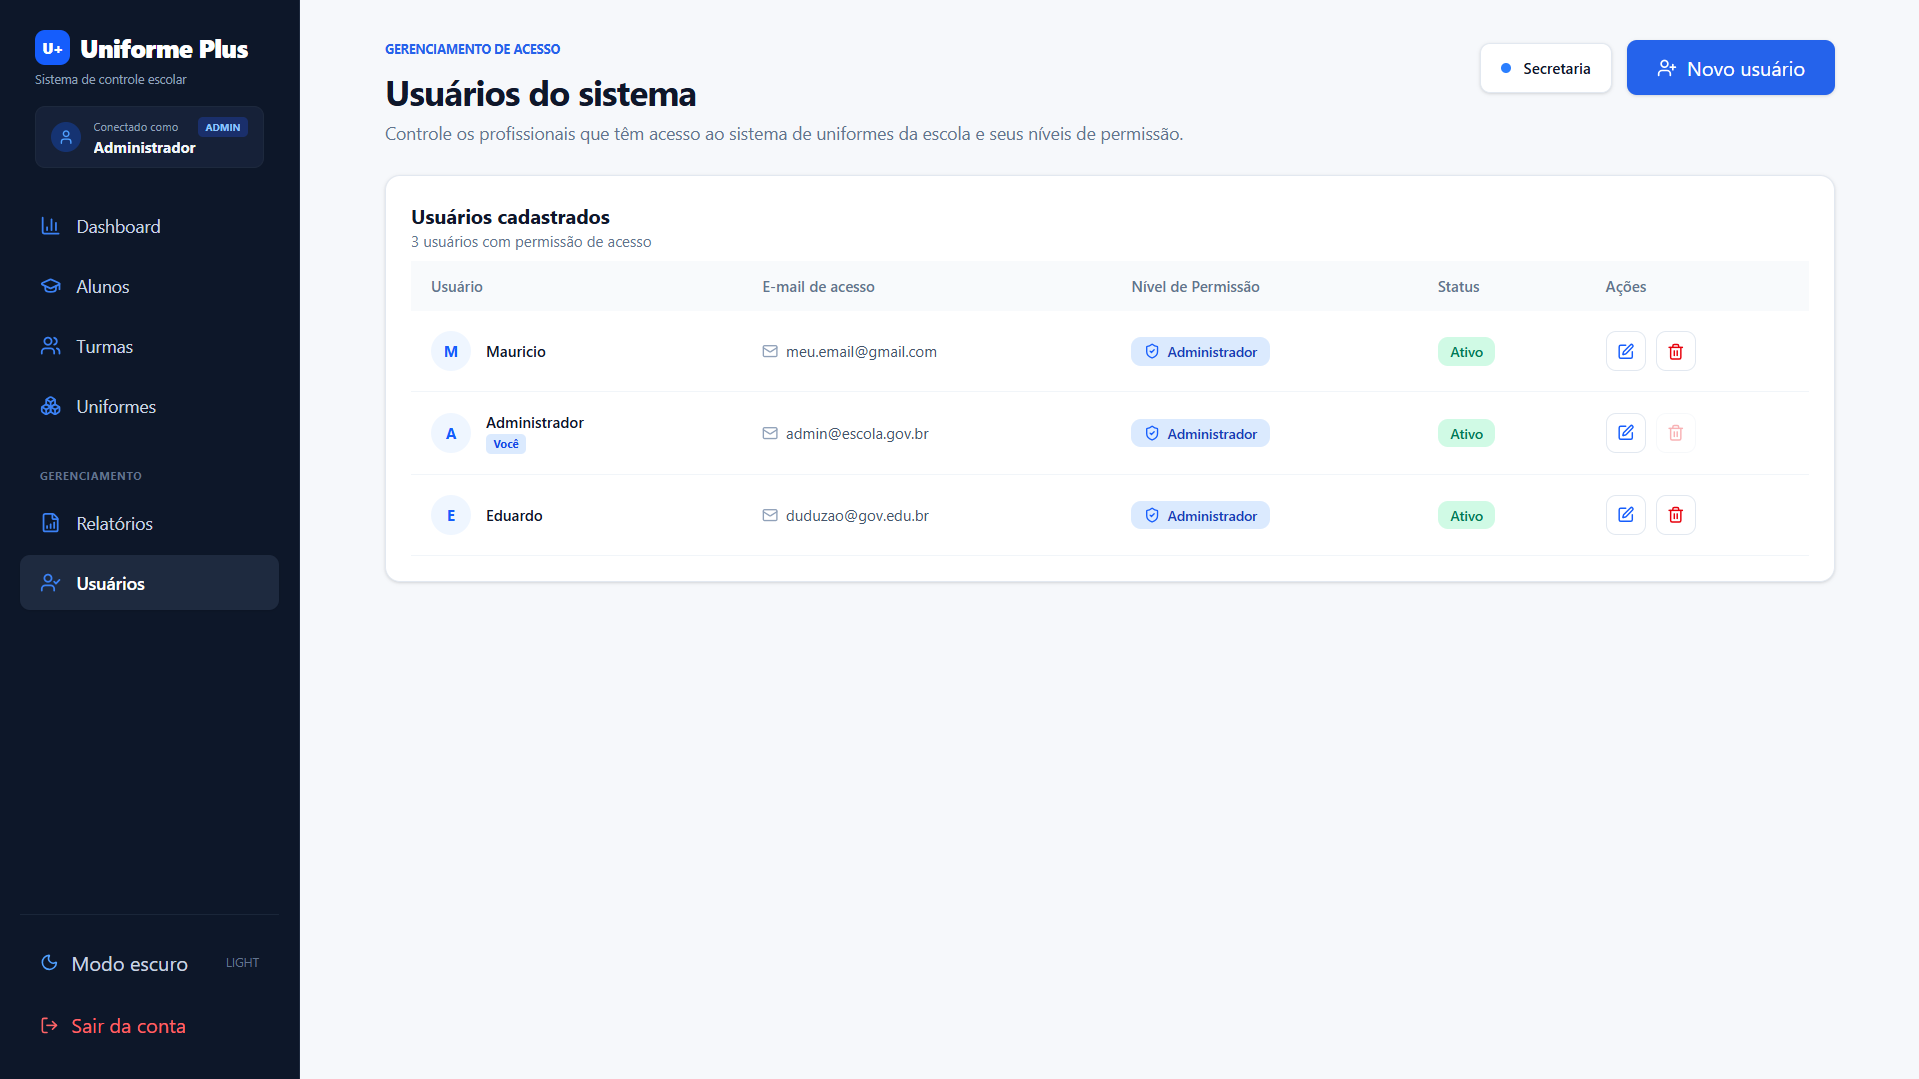 U+ Uniforme Plus
Sistema de controle escolar
Conectado como ADMIN
Administrador
Dashboard
Alunos
Turmas
Uniformes
GERENCIAMENTO
Relatórios
Usuários
Modo escuro LIGHT
Sair da conta
GERENCIAMENTO DE ACESSO
Usuários do sistema
Controle os profissionais que têm acesso ao sistema de uniformes da escola e seus níveis de permissão.
Secretaria
Novo usuário
Usuários cadastrados
3 usuários com permissão de acesso
Usuário E-mail de acesso Nível de Permissão Status Ações
M Mauricio meu.email@gmail.com Administrador Ativo
A Administrador Você admin@escola.gov.br Administrador Ativo
E Eduardo duduzao@gov.edu.br Administrador Ativo